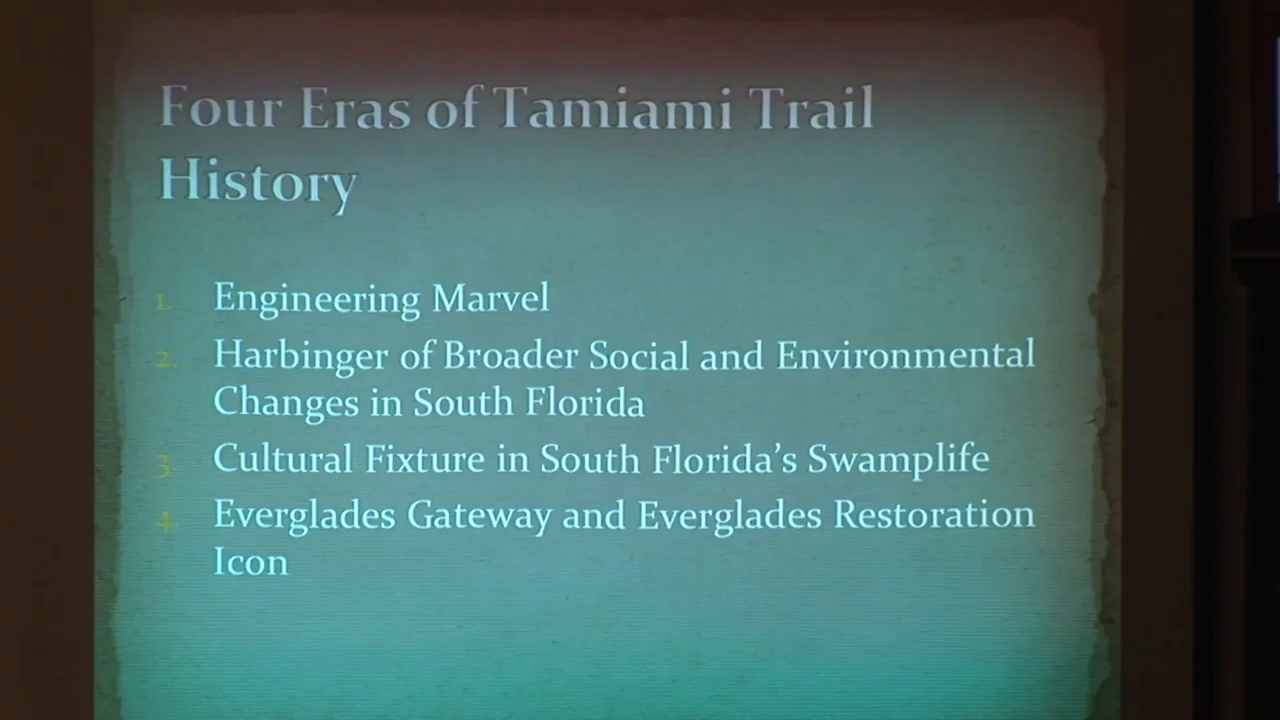 Four Eras of Tamiami Trail
History
1. Engineering Marvel
2. Harbinger of Broader Social and Environmental
Changes in South Florida
3. Cultural Fixture in South Florida's Swamplife
4. Everglades Gateway and Everglades Restoration
Icon